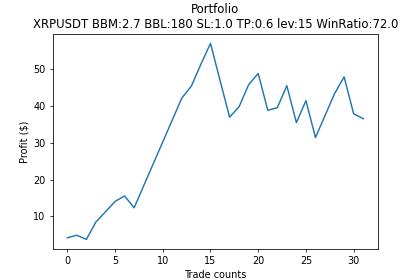 Portfolio
XRPUSDT BBM:2.7 BBL:180 SL:1.0 TP:0.6 lev:15 WinRatio:72.0
Profit ($)
50
40
30
20
10
0 5 10 15 20 25 30
Trade counts